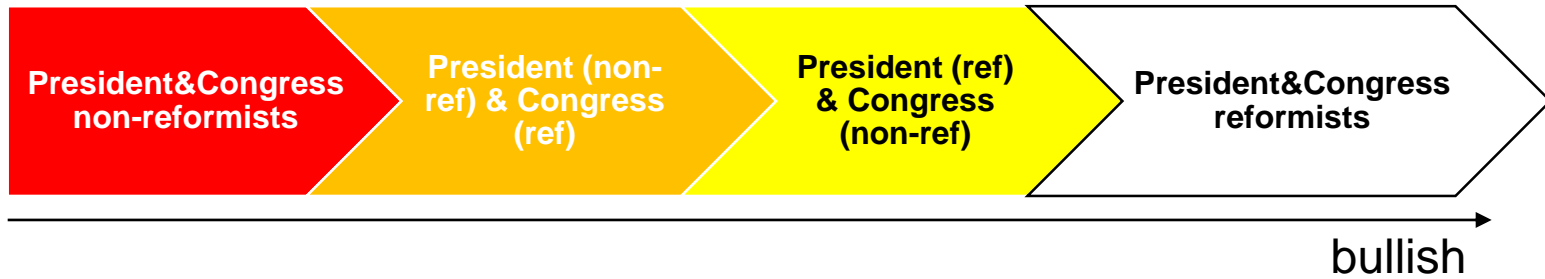 President&Congress
non-reformists
President (non-
ref) & Congress
(ref)
President (ref)
& Congress
(non-ref)
President&Congress
reformists
bullish